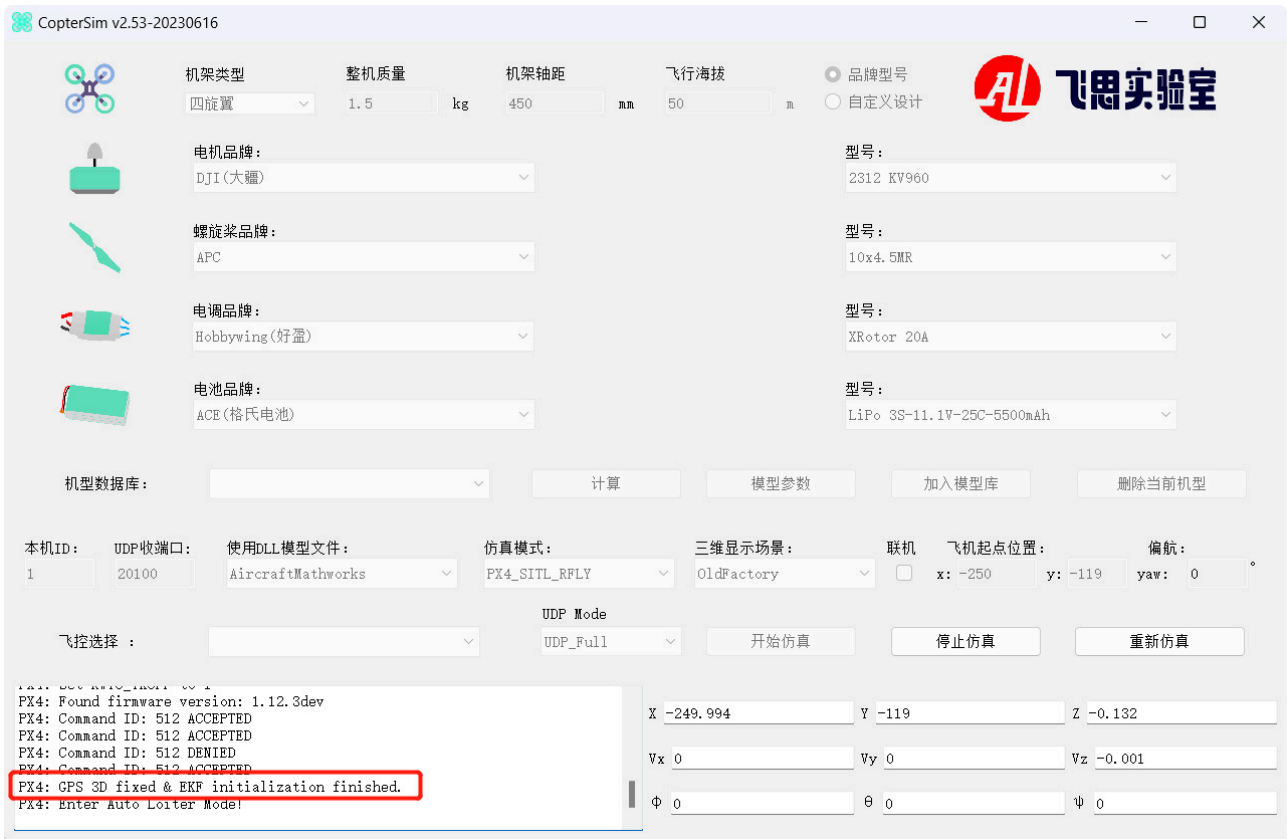 CopterSim v2.53-20230616
机架类型 整机质量 机架轴距 飞行海拔 品牌型号
四旋翼 1.5 kg 450 mm 50 m 自定义设计
飞思实验室
电机品牌: 型号:
DJI(大疆) 2312 KV960
螺旋桨品牌: 型号:
APC 10x4.5MR
电调品牌: 型号:
Hobbywing(好盈) XRotor 20A
电池品牌: 型号:
ACE(格氏电池) LiPo 3S-11.1V-25C-5500mAh
机型数据库: 计算 模型参数 加入模型库 删除当前机型
本机ID: UDP收端口: 使用DLL模型文件: 仿真模式: 三维显示场景: 联机 飞机起点位置: 偏航:
1 20100 AircraftMathworks PX4_SITL_RFLY OldFactory x: -250 y: -119 yaw: 0 °
UDP Mode
飞控选择 : UDP_Full 开始仿真 停止仿真 重新仿真
PX4: Found firmware version: 1.12.3dev
PX4: Command ID: 512 ACCEPTED
PX4: Command ID: 512 ACCEPTED
PX4: Command ID: 512 DENIED
PX4: Command ID: 512 ACCEPTED
PX4: GPS 3D fixed & EKF initialization finished.
PX4: Enter Auto Loiter Mode!
X -249.994 Y -119 Z -0.132
Vx 0 Vy 0 Vz -0.001
Φ 0 θ 0 ψ 0